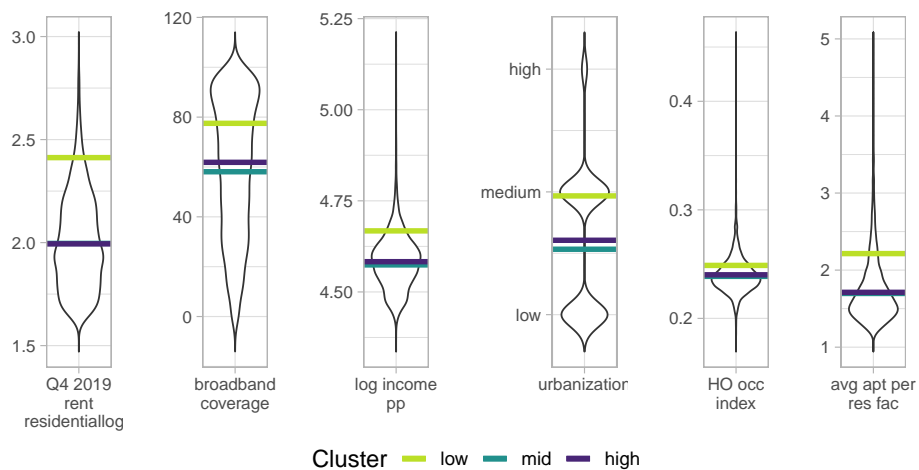 3.0
2.5
2.0
1.5
Q4 2019
rent
residentiallog
120
80
40
0
broadband
coverage
5.25
5.00
4.75
4.50
log income
pp
high
medium
low
urbanization
0.4
0.3
0.2
HO occ
index
5
4
3
2
1
avg apt per
res fac
Cluster low mid high